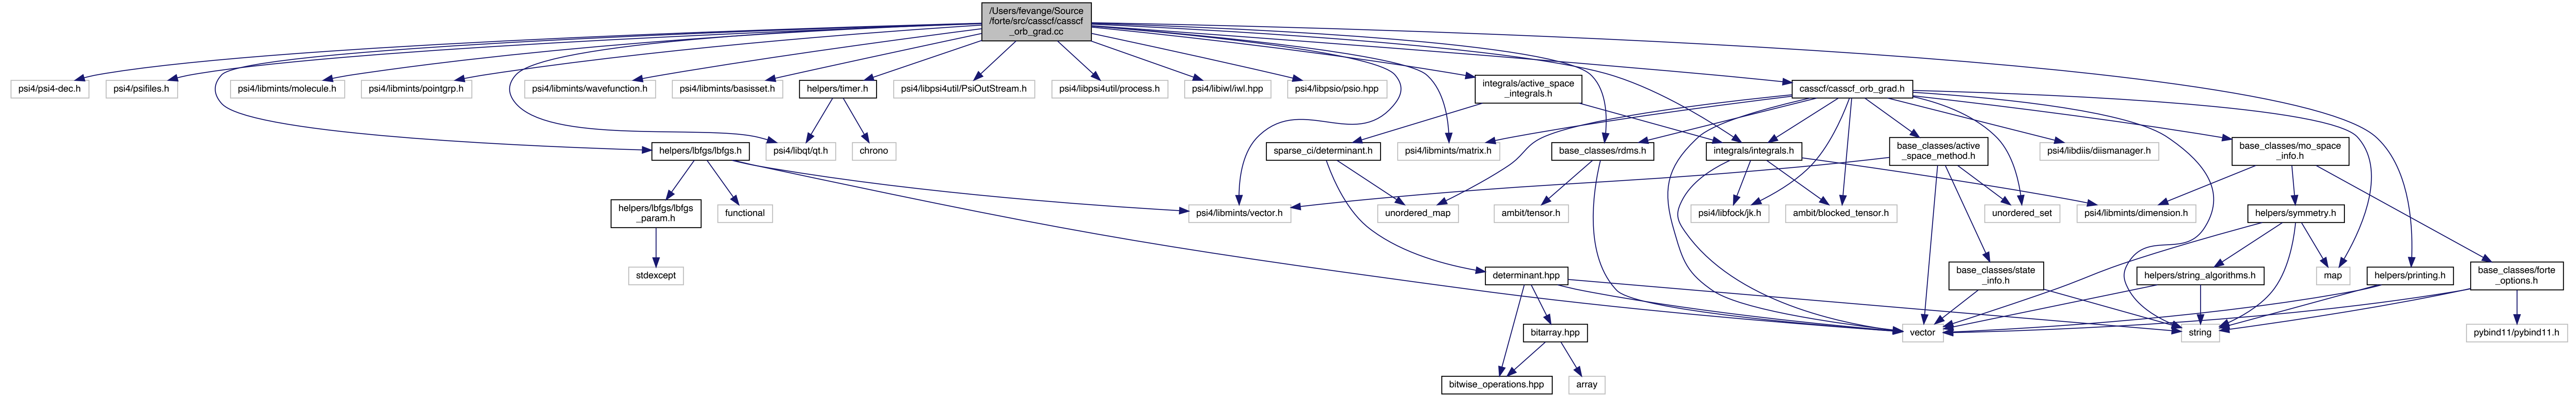 /Users/fevange/Source
/forte/src/casscf/casscf
_orb_grad.cc
psi4/psi4-dec.h
psi4/psifiles.h
psi4/libmints/molecule.h
psi4/libmints/pointgrp.h
psi4/libmints/wavefunction.h
psi4/libmints/basisset.h
helpers/timer.h
psi4/libpsi4util/PsiOutStream.h
psi4/libpsi4util/process.h
psi4/libiwl/iwl.hpp
psi4/libpsio/psio.hpp
integrals/active_space
_integrals.h
casscf/casscf_orb_grad.h
helpers/lbfgs/lbfgs.h
psi4/libqt/qt.h
chrono
sparse_ci/determinant.h
psi4/libmints/matrix.h
base_classes/rdms.h
integrals/integrals.h
base_classes/active
_space_method.h
psi4/libdiis/diismanager.h
base_classes/mo_space
_info.h
helpers/lbfgs/lbfgs
_param.h
functional
psi4/libmints/vector.h
unordered_map
ambit/tensor.h
psi4/libfock/jk.h
ambit/blocked_tensor.h
unordered_set
psi4/libmints/dimension.h
helpers/symmetry.h
stdexcept
determinant.hpp
base_classes/state
_info.h
helpers/string_algorithms.h
map
helpers/printing.h
base_classes/forte
_options.h
bitarray.hpp
vector
string
pybind11/pybind11.h
bitwise_operations.hpp
array